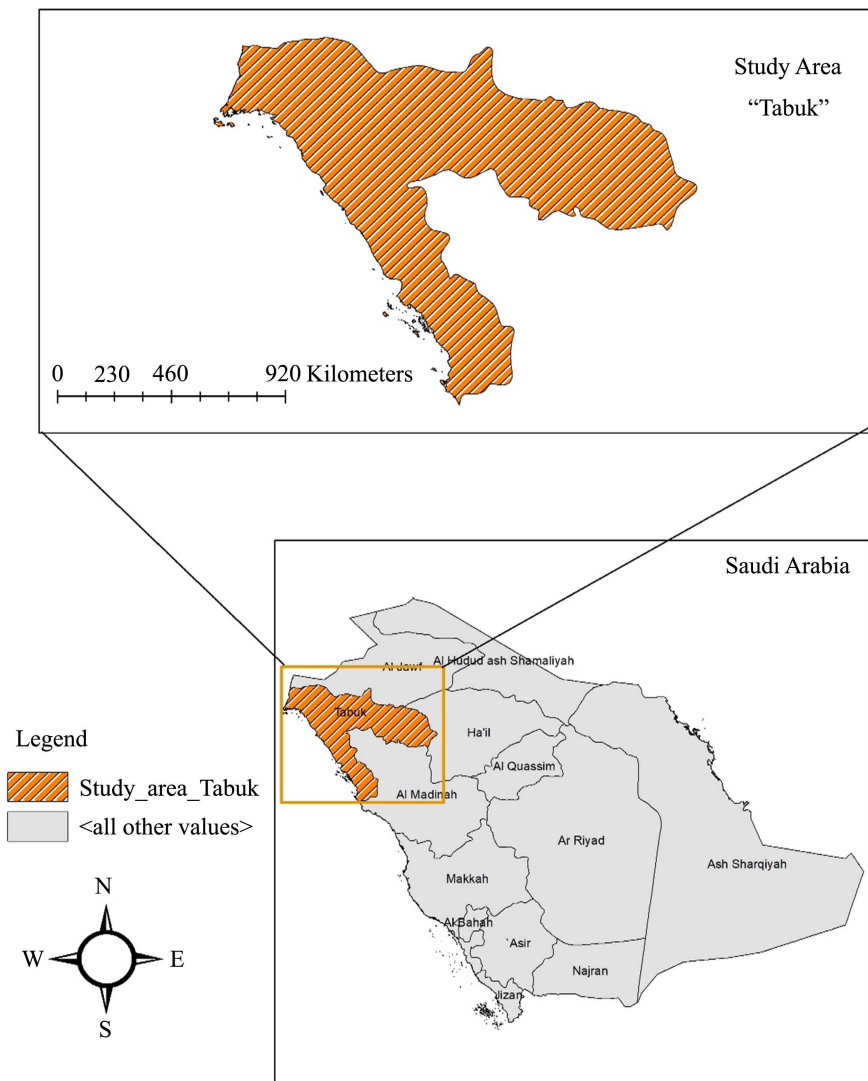 Study Area
“Tabuk”
0 230 460 920 Kilometers
Saudi Arabia
Al Jawf
Al Hudud ash Shamaliyah
Tabuk
Ha'il
Al Quassim
Al Madinah
Ar Riyad
Ash Sharqiyah
Makkah
Al Bahah
`Asir
Najran
Jizan
Legend
Study_area_Tabuk
<all other values>
N
W E
S